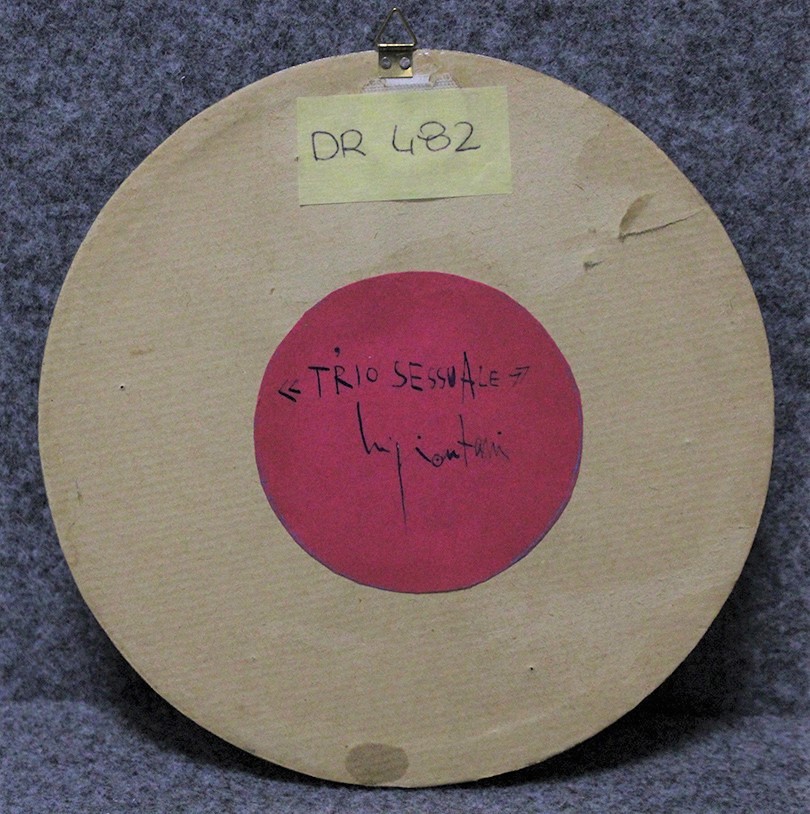 DR 482
«TRIO SESSUALE»
Luigi Ontani